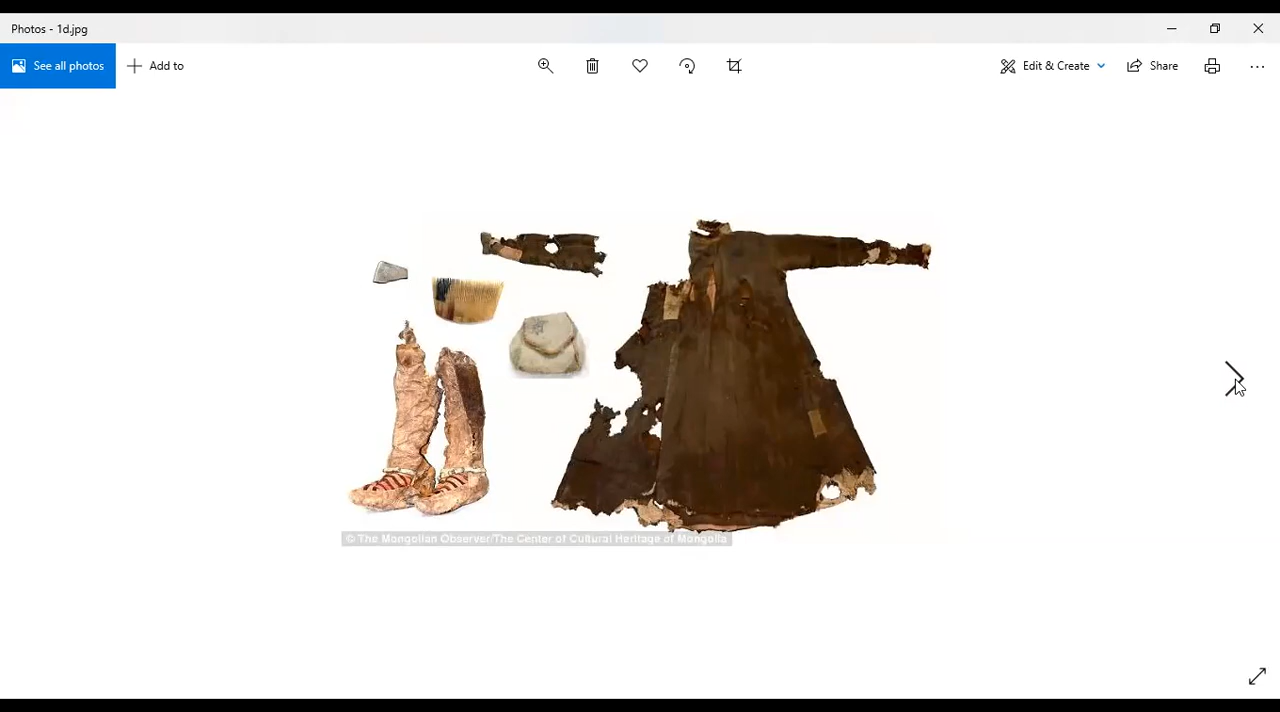 Photos - 1d.jpg
See all photos
Add to
Edit & Create
Share
© The Mongolian Observer/The Center of Cultural Heritage of Mongolia